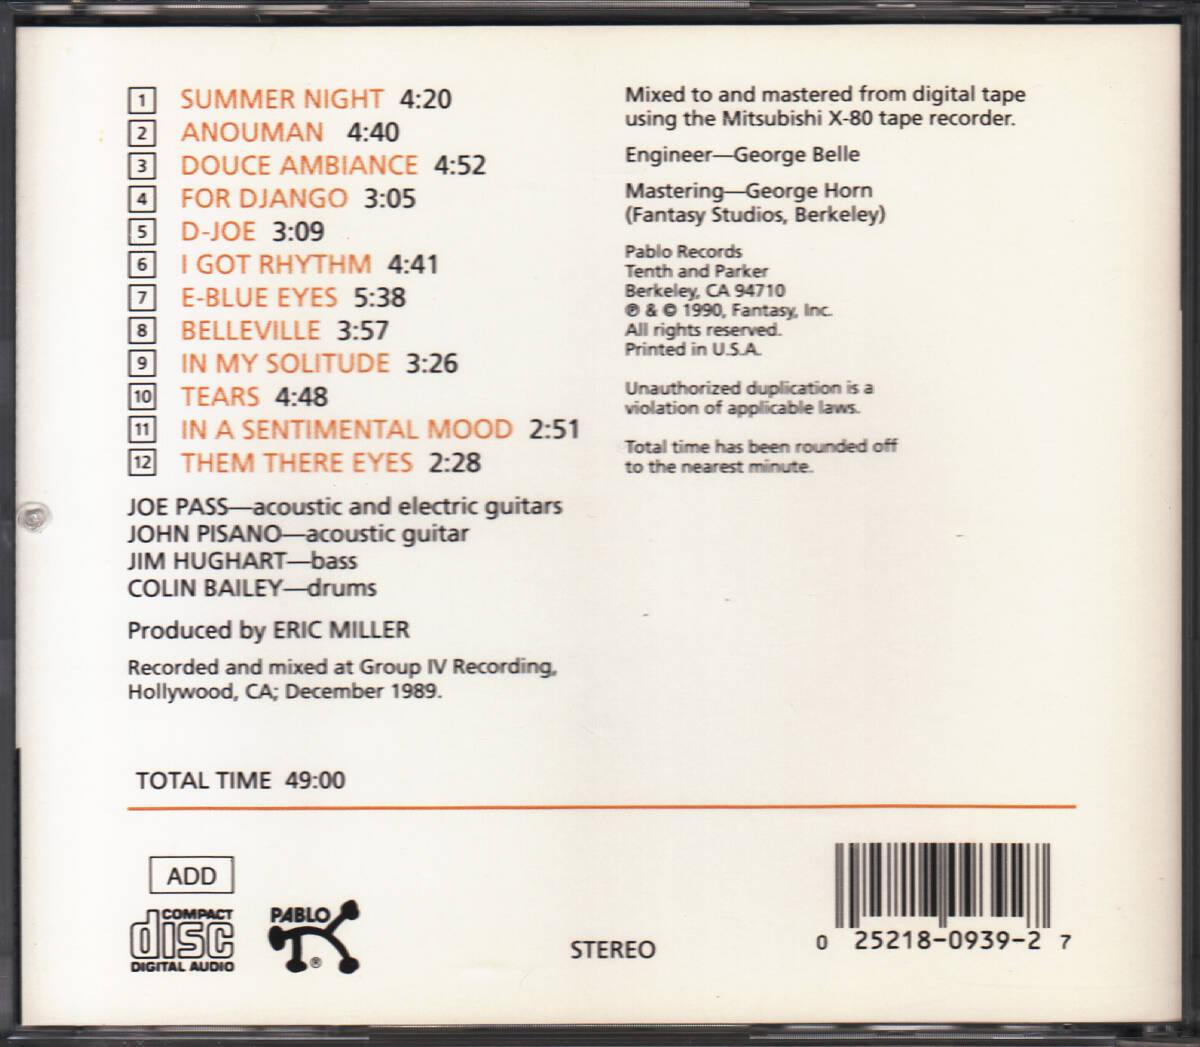 1 SUMMER NIGHT 4:20
2 ANOUMAN 4:40
3 DOUCE AMBIANCE 4:52
4 FOR DJANGO 3:05
5 D-JOE 3:09
6 I GOT RHYTHM 4:41
7 E-BLUE EYES 5:38
8 BELLEVILLE 3:57
9 IN MY SOLITUDE 3:26
10 TEARS 4:48
11 IN A SENTIMENTAL MOOD 2:51
12 THEM THERE EYES 2:28
JOE PASS—acoustic and electric guitars
JOHN PISANO—acoustic guitar
JIM HUGHART—bass
COLIN BAILEY—drums
Produced by ERIC MILLER
Recorded and mixed at Group IV Recording,
Hollywood, CA; December 1989.
Mixed to and mastered from digital tape
using the Mitsubishi X-80 tape recorder.
Engineer—George Belle
Mastering—George Horn
(Fantasy Studios, Berkeley)
Pablo Records
Tenth and Parker
Berkeley, CA 94710
℗ & © 1990, Fantasy, Inc.
All rights reserved.
Printed in U.S.A.
Unauthorized duplication is a
violation of applicable laws.
Total time has been rounded off
to the nearest minute.
TOTAL TIME 49:00
ADD
COMPACT
disc
DIGITAL AUDIO
PABLO
®
STEREO
0 25218-0939-2 7